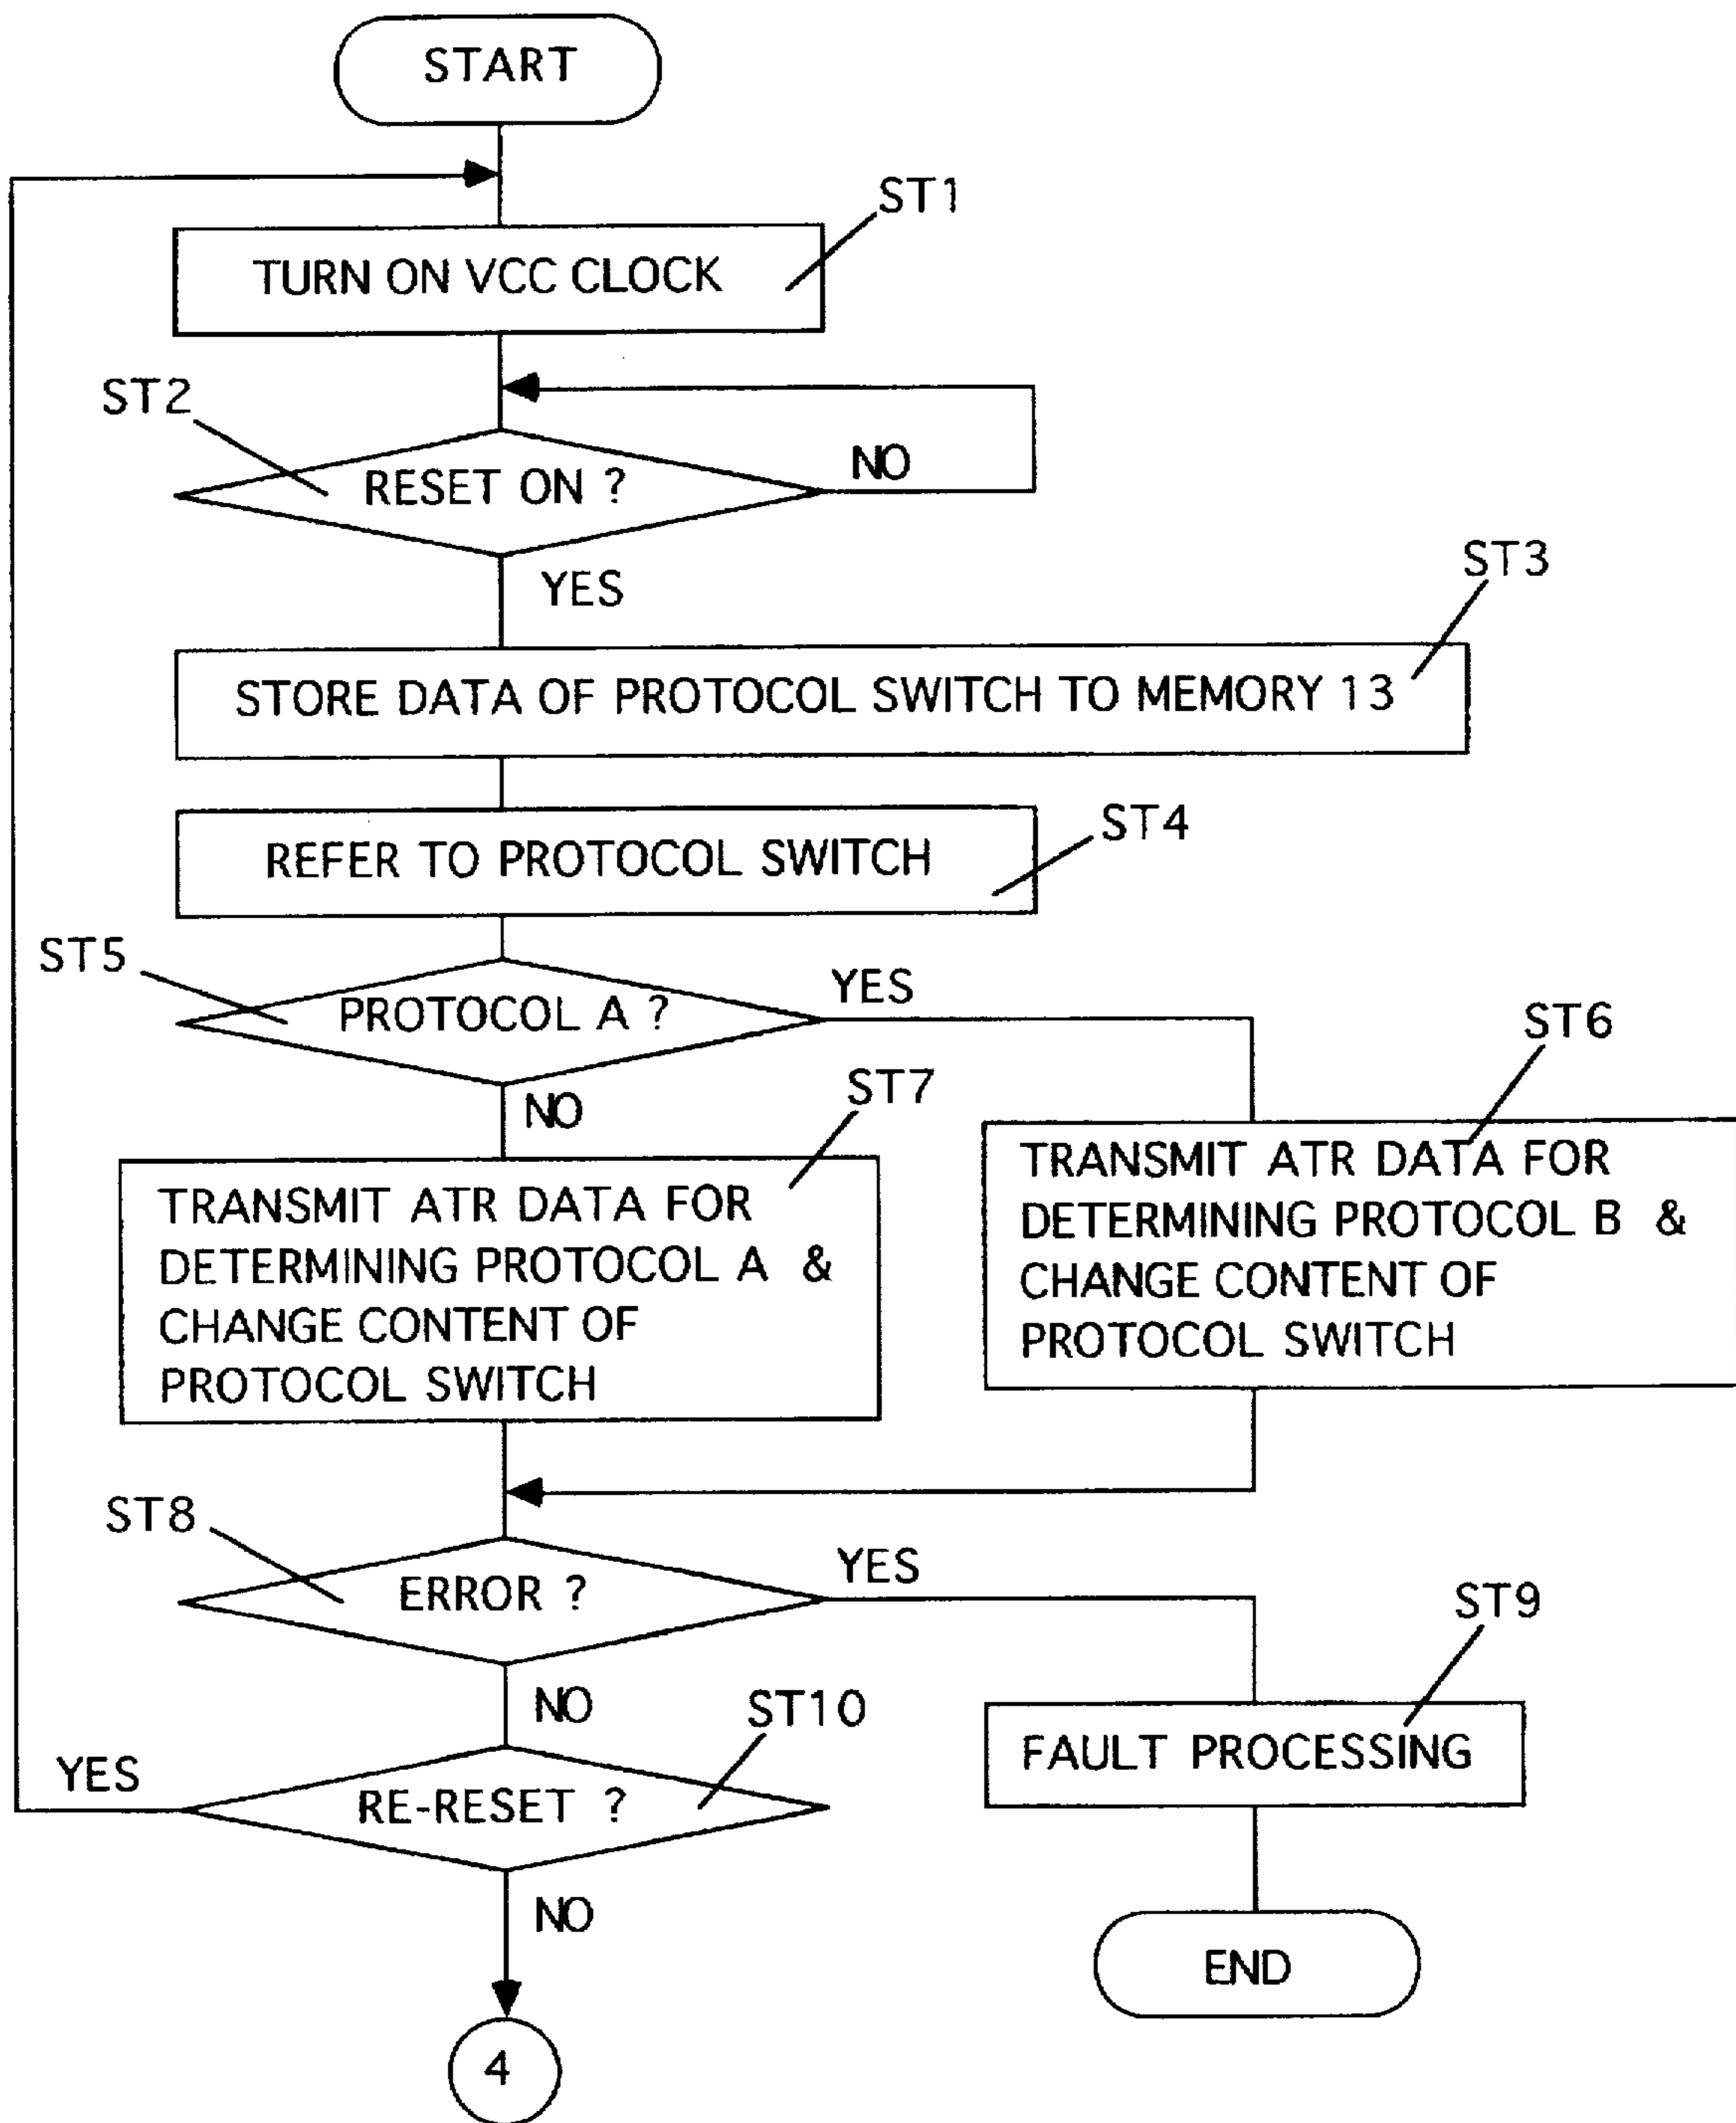 START
ST1
TURN ON VCC CLOCK
ST2
RESET ON ?
NO
YES
ST3
STORE DATA OF PROTOCOL SWITCH TO MEMORY 13
ST4
REFER TO PROTOCOL SWITCH
ST5
PROTOCOL A ?
YES
NO
ST6
TRANSMIT ATR DATA FOR
DETERMINING PROTOCOL B &
CHANGE CONTENT OF
PROTOCOL SWITCH
ST7
TRANSMIT ATR DATA FOR
DETERMINING PROTOCOL A &
CHANGE CONTENT OF
PROTOCOL SWITCH
ST8
ERROR ?
YES
NO
ST9
FAULT PROCESSING
END
ST10
RE-RESET ?
YES
NO
4